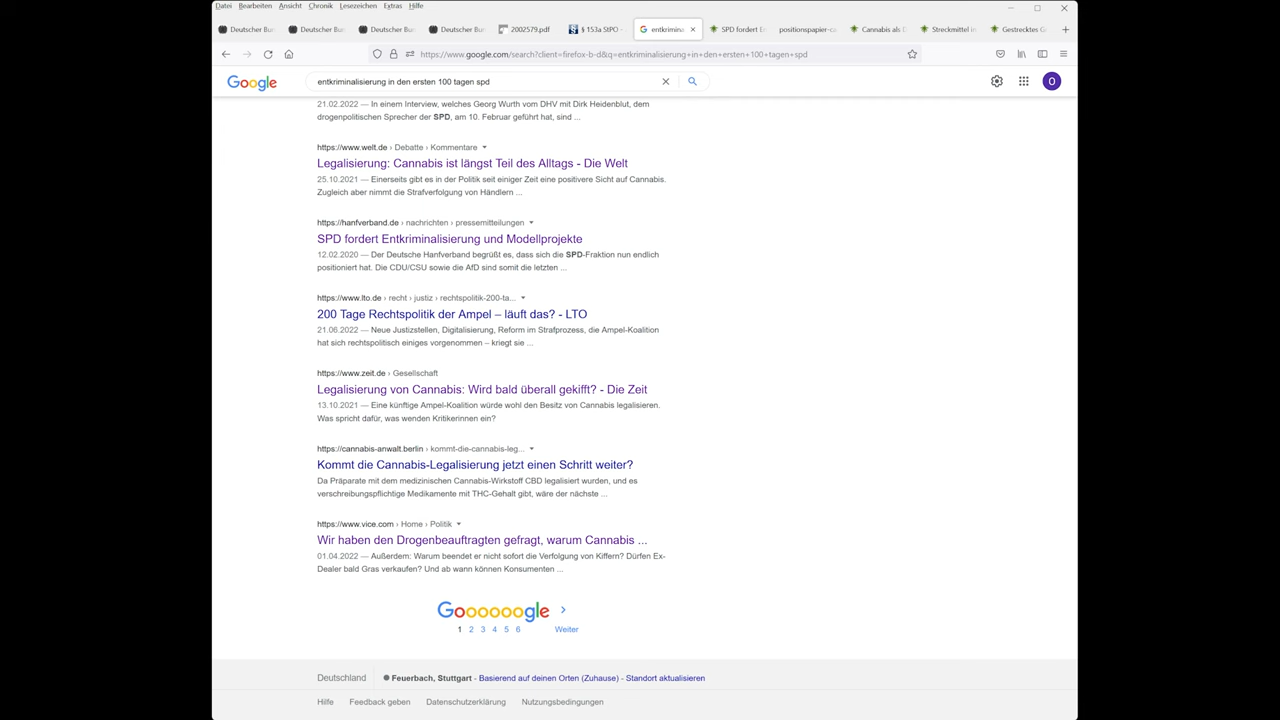 Datei Bearbeiten Ansicht Chronik Lesezeichen Extras Hilfe
Deutscher Bun Deutscher Bun Deutscher Bun Deutscher Bun 2002579.pdf § 153a StPO - entkrimina SPD fordert E positionspapier-c Cannabis als D Streckmittel in Gestrecktes G
https://www.google.com/search?client=firefox-b-d&q=entkriminalisierung+in+den+ersten+100+tagen+spd
Google entkriminalisierung in den ersten 100 tagen spd O
21.02.2022 — In einem Interview, welches Georg Wurth vom DHV mit Dirk Heidenblut, dem
drogenpolitischen Sprecher der SPD, am 10. Februar geführt hat, sind ...
https://www.welt.de › Debatte › Kommentare
Legalisierung: Cannabis ist längst Teil des Alltags - Die Welt
25.10.2021 — Einerseits gibt es in der Politik seit einiger Zeit eine positivere Sicht auf Cannabis.
Zugleich aber nimmt die Strafverfolgung von Händlern ...
https://hanfverband.de › nachrichten › pressemitteilungen
SPD fordert Entkriminalisierung und Modellprojekte
12.02.2020 — Der Deutsche Hanfverband begrüßt es, dass sich die SPD-Fraktion nun endlich
positioniert hat. Die CDU/CSU sowie die AfD sind somit die letzten ...
https://www.lto.de › recht › justiz › rechtspolitik-200-ta...
200 Tage Rechtspolitik der Ampel – läuft das? - LTO
21.06.2022 — Neue Justizstellen, Digitalisierung, Reform im Strafprozess, die Ampel-Koalition
hat sich rechtspolitisch einiges vorgenommen – kriegt sie ...
https://www.zeit.de › Gesellschaft
Legalisierung von Cannabis: Wird bald überall gekifft? - Die Zeit
13.10.2021 — Eine künftige Ampel-Koalition würde wohl den Besitz von Cannabis legalisieren.
Was spricht dafür, was wenden Kritikerinnen ein?
https://cannabis-anwalt.berlin › kommt-die-cannabis-leg...
Kommt die Cannabis-Legalisierung jetzt einen Schritt weiter?
Da Präparate mit dem medizinischen Cannabis-Wirkstoff CBD legalisiert wurden, und es
verschreibungspflichtige Medikamente mit THC-Gehalt gibt, wäre der nächste ...
https://www.vice.com › Home › Politik
Wir haben den Drogenbeauftragten gefragt, warum Cannabis ...
01.04.2022 — Außerdem: Warum beendet er nicht sofort die Verfolgung von Kiffern? Dürfen Ex-
Dealer bald Gras verkaufen? Und ab wann können Konsumenten ...
Goooooogle
1 2 3 4 5 6 Weiter
Deutschland Feuerbach, Stuttgart - Basierend auf deinen Orten (Zuhause) - Standort aktualisieren
Hilfe Feedback geben Datenschutzerklärung Nutzungsbedingungen